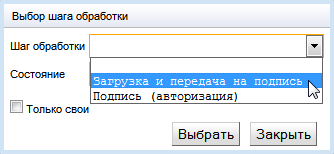 Выбор шага обработки
Шаг обработки
Состояние
Загрузка и передача на подпись
Подпись (авторизация)
Только свои
Выбрать Закрыть